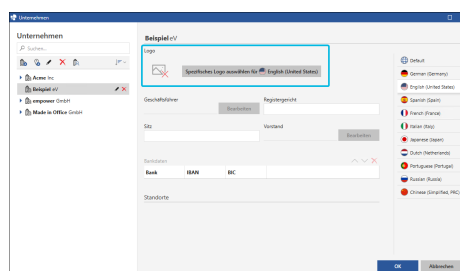 Unternehmen
Unternehmen
Suchen...
Acme Inc
Beispiel eV
empower GmbH
Made in Office GmbH
Beispiel eV
Logo
Spezifisches Logo auswählen für English (United States)
Geschäftsführer
Bearbeiten
Registergericht
Sitz
Vorstand
Bearbeiten
Bankdaten
Bank IBAN BIC
Standorte
Default
German (Germany)
English (United States)
Spanish (Spain)
French (France)
Italian (Italy)
Japanese (Japan)
Dutch (Netherlands)
Portuguese (Portugal)
Russian (Russia)
Chinese (Simplified, PRC)
OK Abbrechen